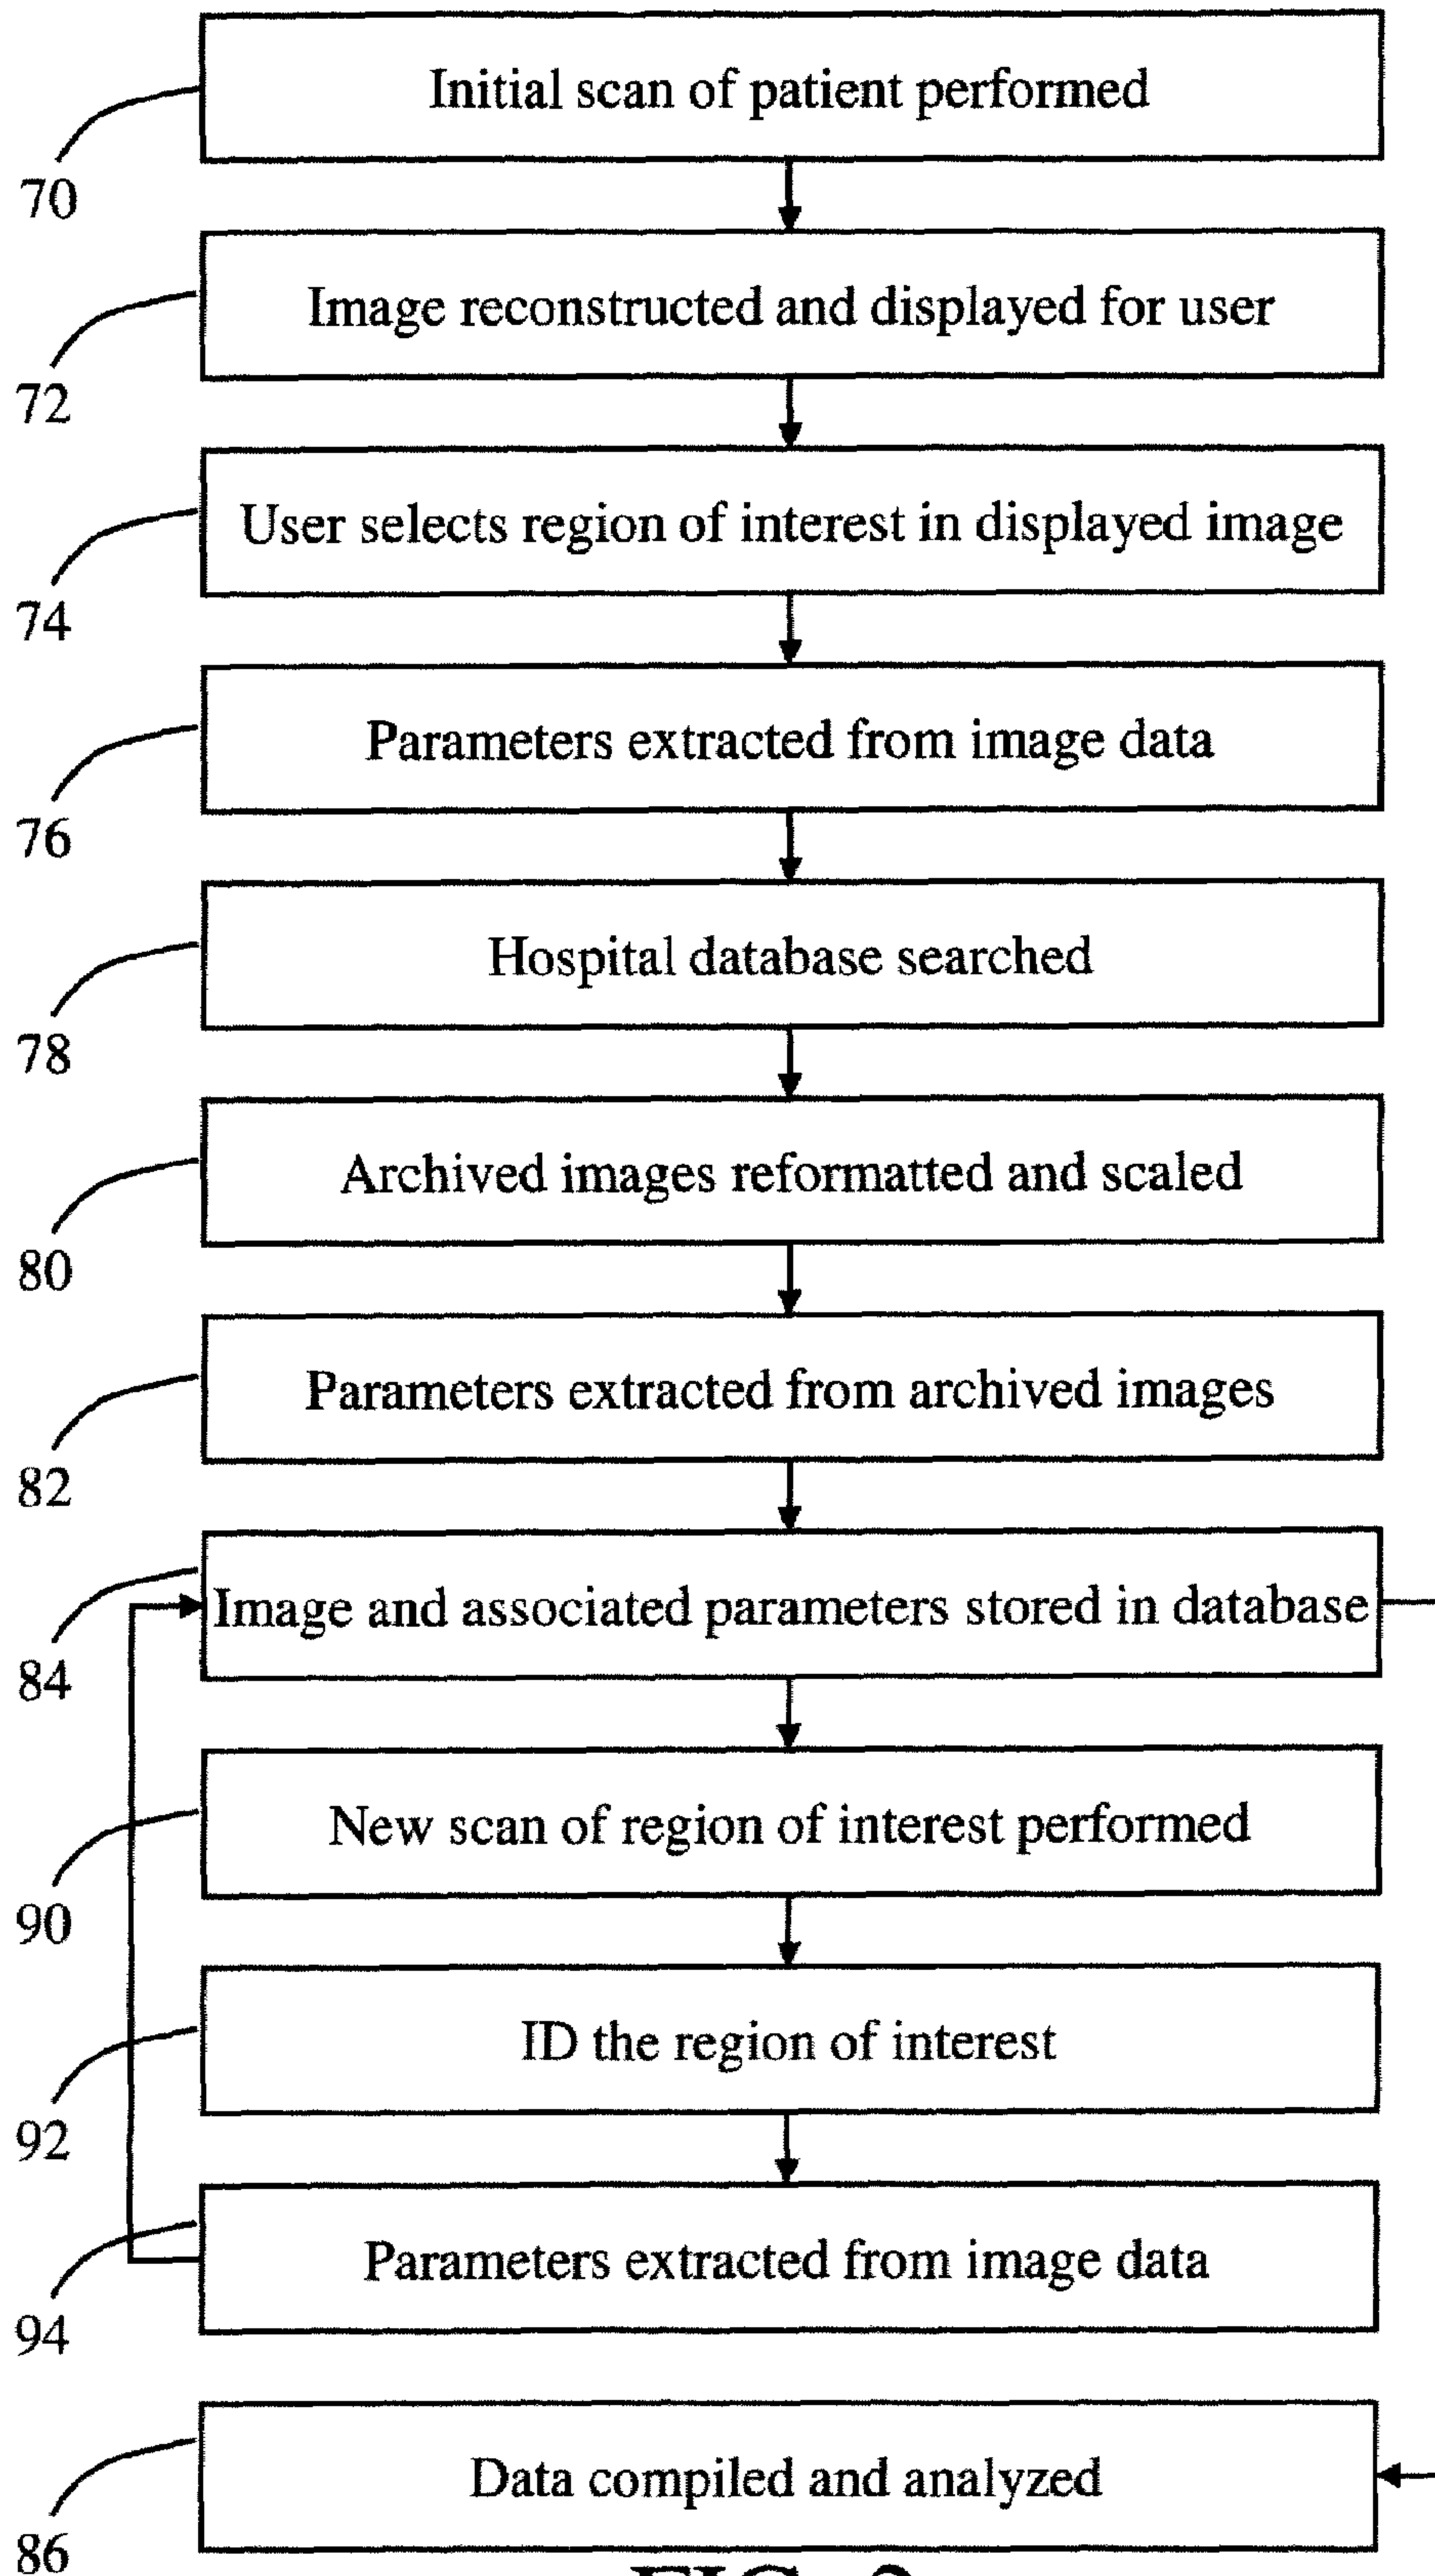 Initial scan of patient performed
70
Image reconstructed and displayed for user
72
User selects region of interest in displayed image
74
Parameters extracted from image data
76
Hospital database searched
78
Archived images reformatted and scaled
80
Parameters extracted from archived images
82
Image and associated parameters stored in database
84
New scan of region of interest performed
90
ID the region of interest
92
Parameters extracted from image data
94
Data compiled and analyzed
86